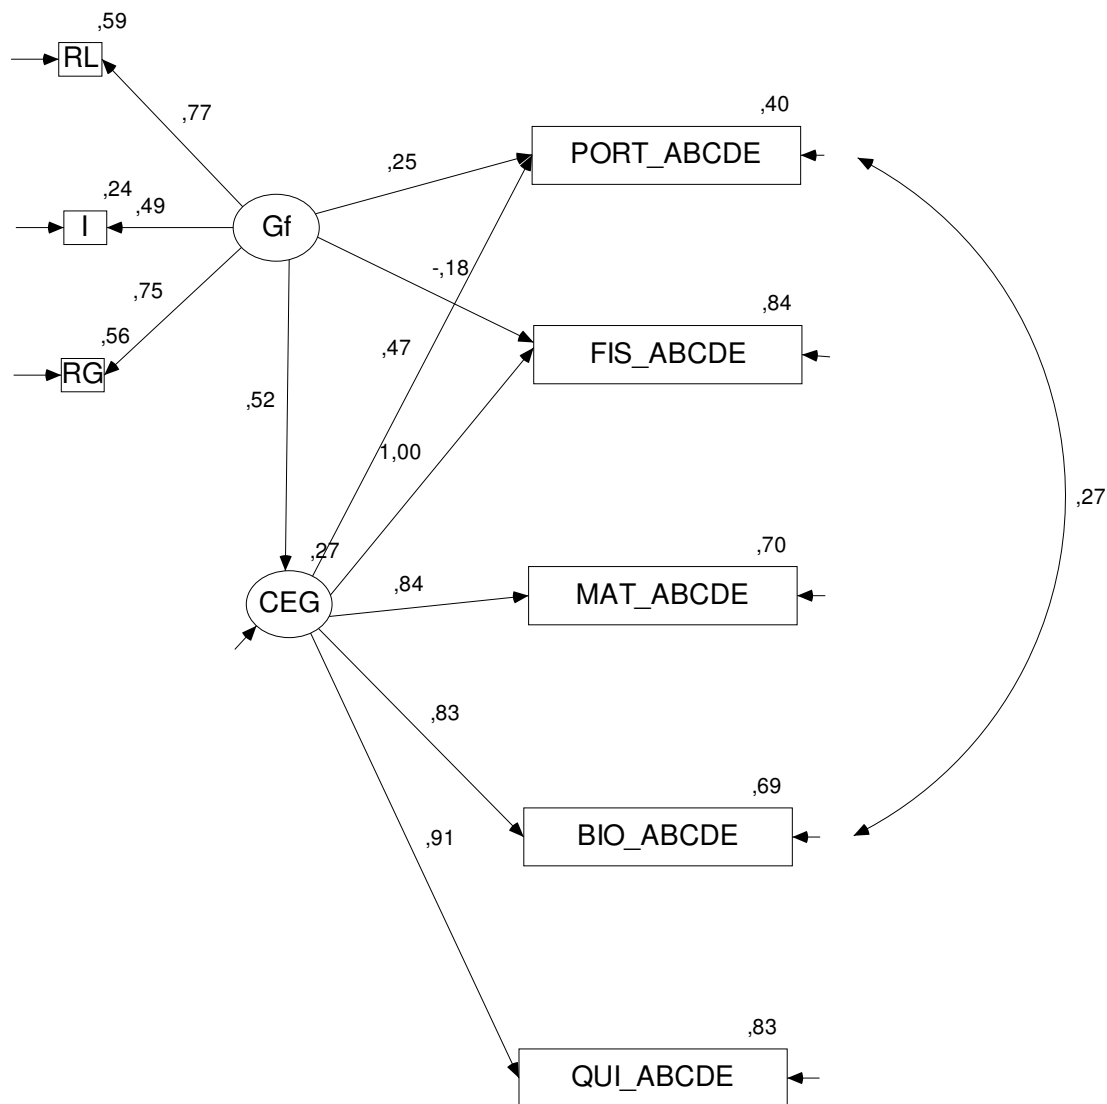 ,59
RL
,77
,40
PORT_ABCDE
,25
,24
,49
I
Gf
-,18
,75
,84
FIS_ABCDE
,56
RG
,47
,52
1,00
,27
,27
CEG
,84
,70
MAT_ABCDE
,83
,69
BIO_ABCDE
,91
,83
QUI_ABCDE